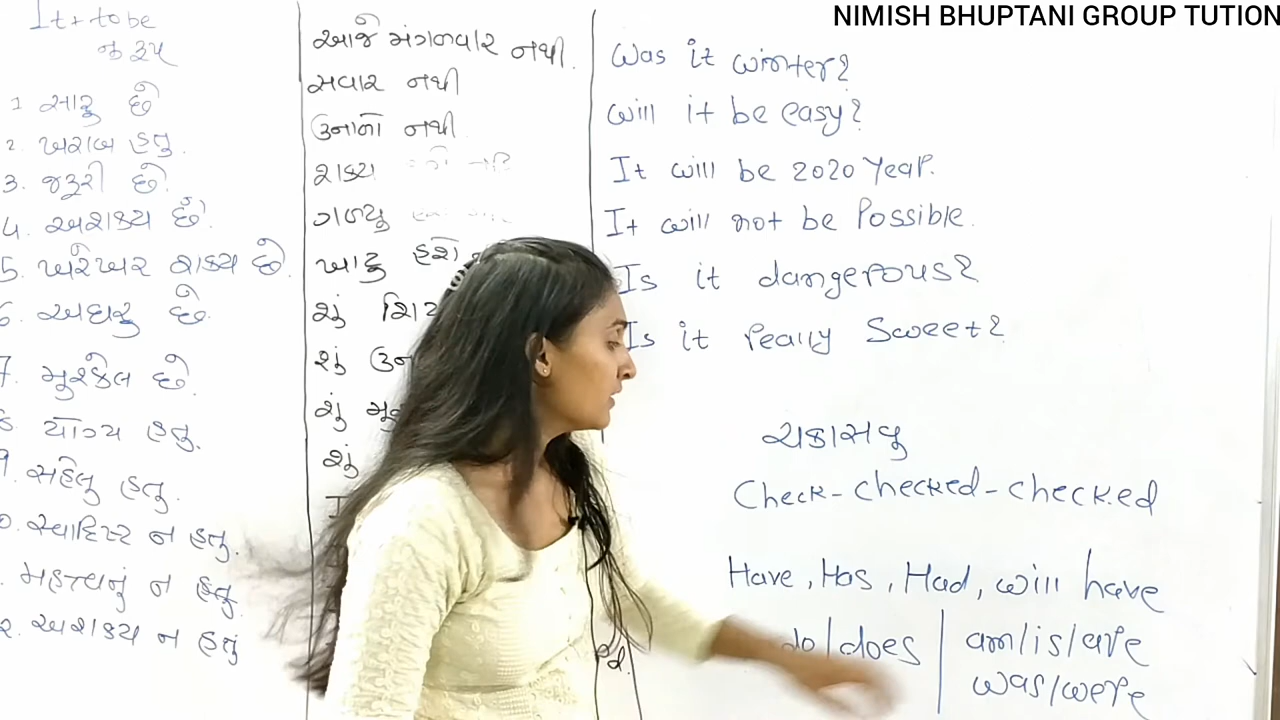 NIMISH BHUPTANI GROUP TUTION
It + to be
ના રૂપ
1 સારુ છે
2. ખરાબ હતુ.
3. જરૂરી છે.
4. અશક્ય છે.
5. ખરેખર શક્ય છે.
6. અઘરુ છે.
7. મુશ્કેલ છે.
8 યોગ્ય હતુ.
9. સહેલુ હતુ.
0. સ્વાદિષ્ટ ન હતુ.
. મહત્ત્વનું ન હતુ.
૨. અશક્ય ન હતું
આજે મંગળવાર નથી.
સવાર નથી
ઉનાળો નથી.
શક્ય
ગળ્યુ
ખાટુ હશે
શું
શું
શું
શું
Was it winter?
Will it be easy?
It will be 2020 Year.
It will not be Possible.
Is it dangerous?
Is it really Sweet?
ચકાસવુ
Check - checked - checked
Have, Has, Had, will have
do/does | am/is/are
was/were